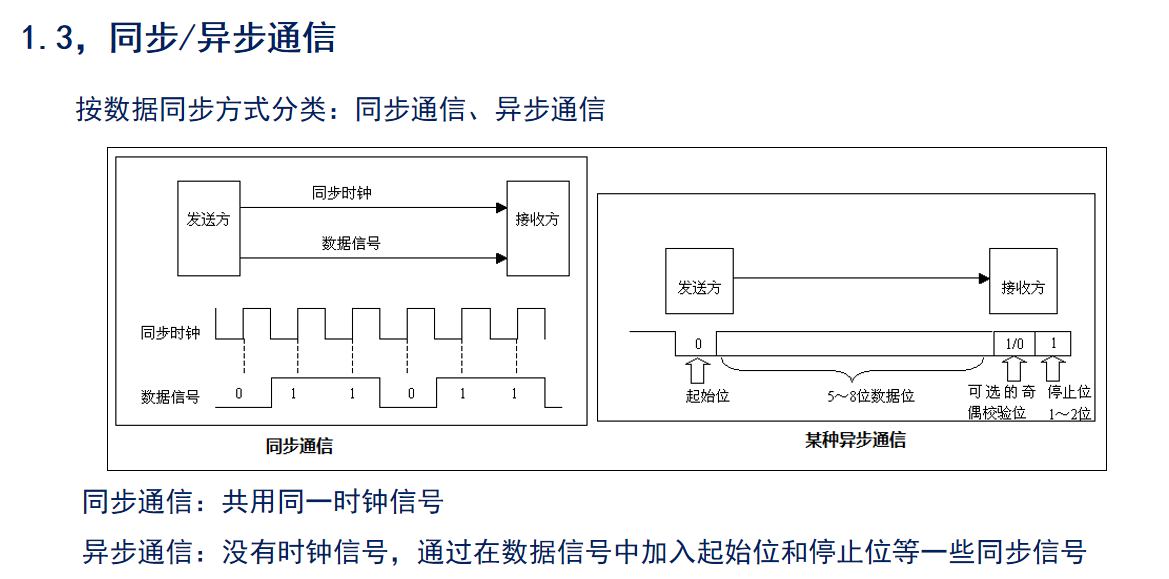 1.3，同步/异步通信
按数据同步方式分类：同步通信、异步通信
同步时钟
发送方
接收方
数据信号
同步时钟
数据信号
0 1 1 0 1 1
同步通信
发送方
接收方
0
1/0
1
起始位
5～8位数据位
可选的奇
偶校验位
停止位
1～2位
某种异步通信
同步通信：共用同一时钟信号
异步通信：没有时钟信号，通过在数据信号中加入起始位和停止位等一些同步信号